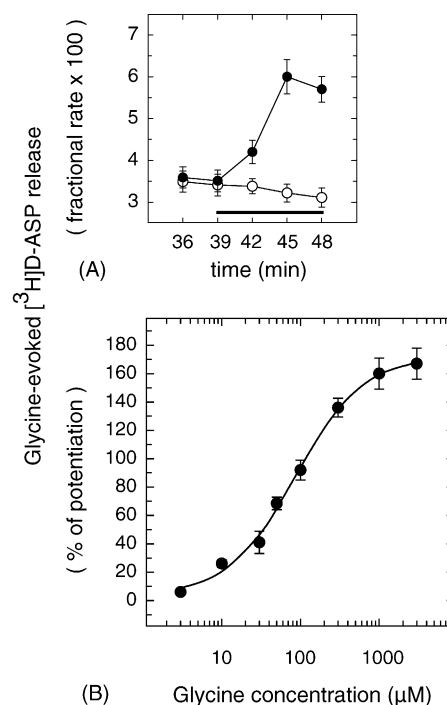 Glycine-evoked [³H]D-ASP release
( fractional rate x 100 )
7
6
5
4
3
36 39 42 45 48
(A)
time (min)
( % of potentiation )
180
160
140
120
100
80
60
40
20
0
10 100 1000
(B)
Glycine concentration (μM)